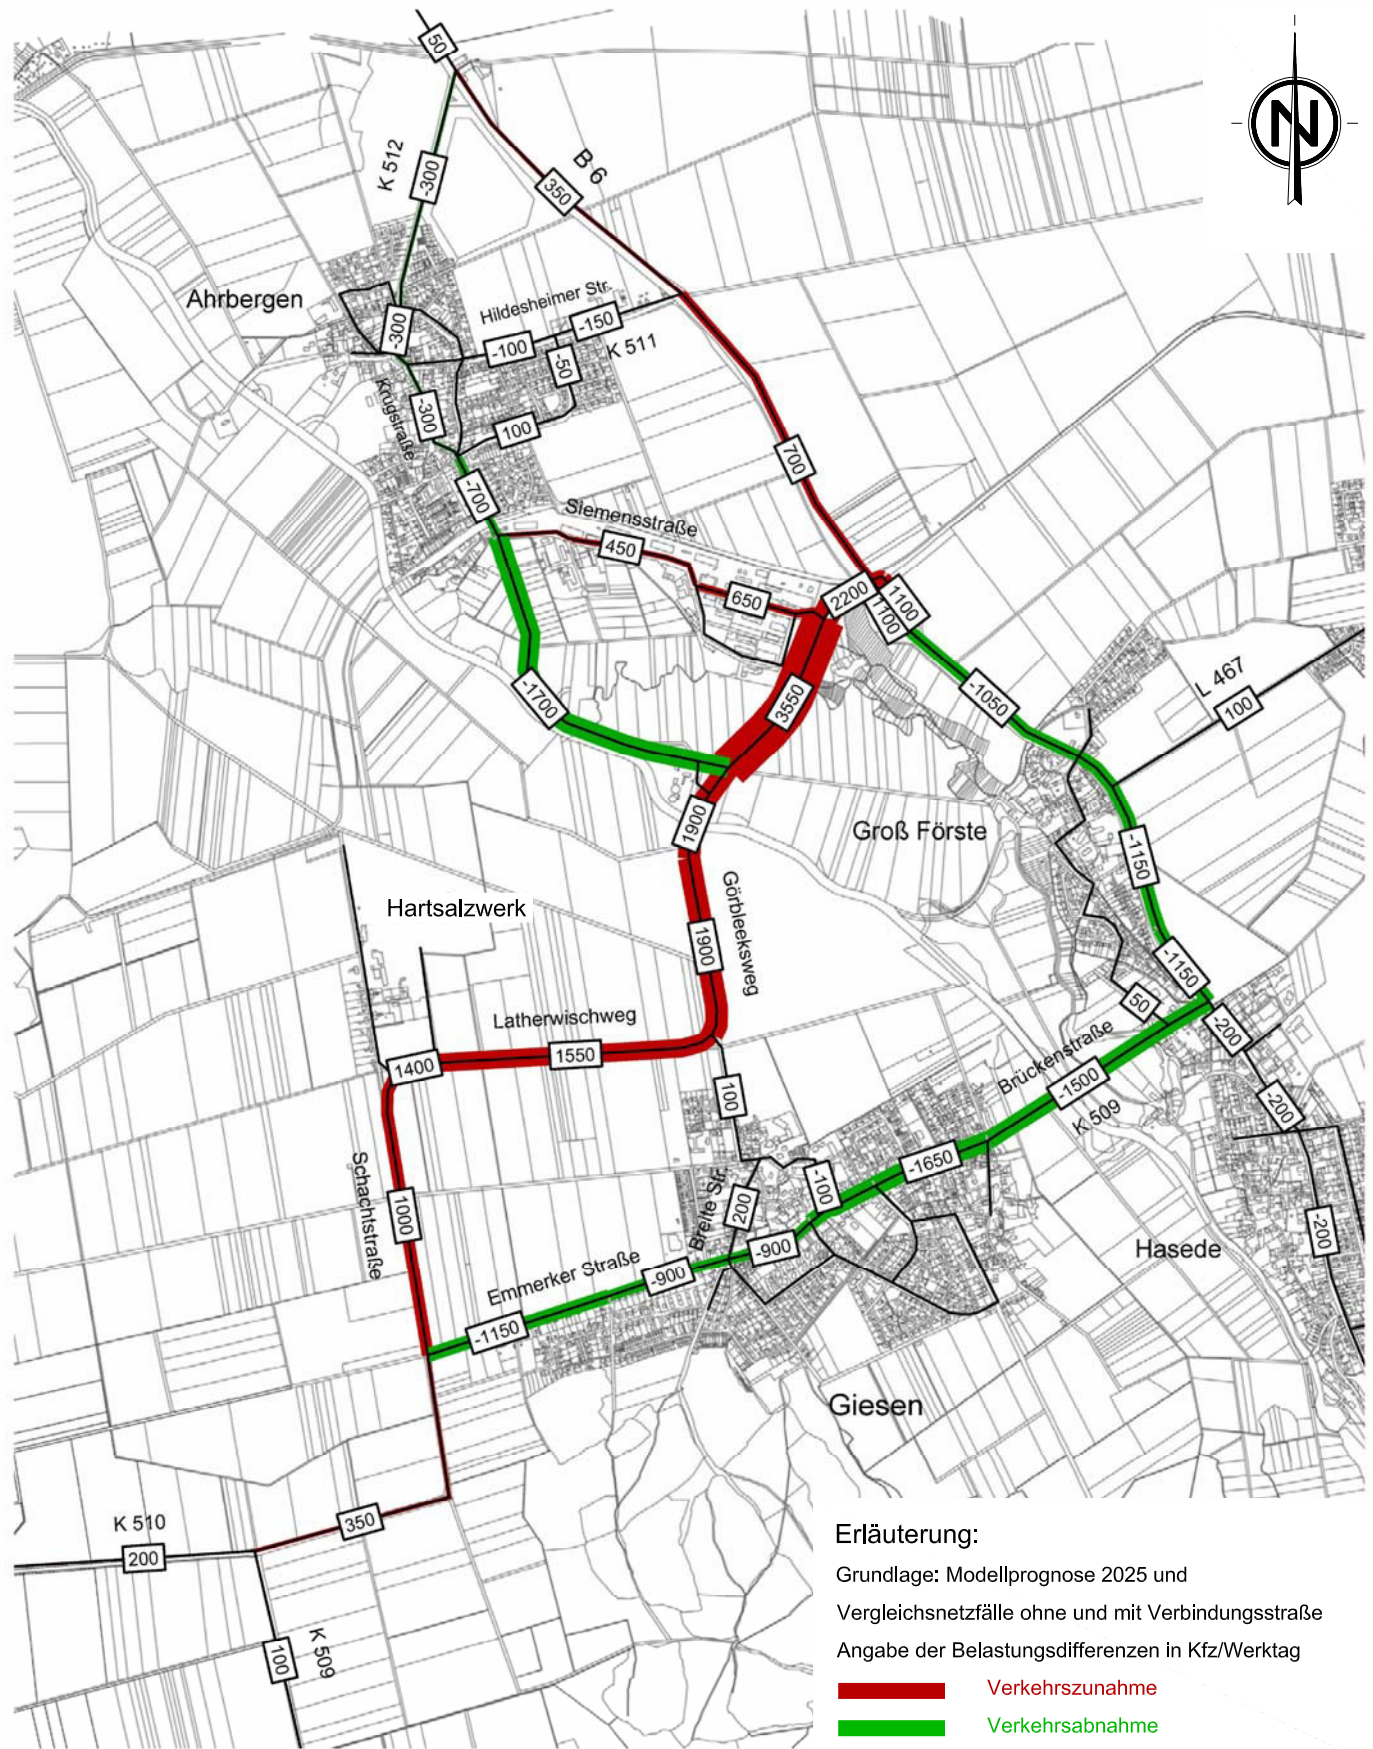 50
N
K 512
-300
B 6
350
Ahrbergen
Hildesheimer Str.
-300
-100
-150
K 511
-50
Krugstraße
-300
100
700
-700
Siemensstraße
450
650
2200
1100
1100
-1050
L 467
100
-1700
3550
1900
Groß Förste
-1150
Hartsalzwerk
Görbleeksweg
1900
-1150
50
-200
Latherwischweg
1550
1400
Brückenstraße
-1500
K 509
100
-200
-1650
Schachtstraße
1000
Breite Str.
200
-100
-200
Hasede
-900
Emmerker Straße
-900
-1150
Giesen
K 510
350
200
K 509
100
Erläuterung:
Grundlage: Modellprognose 2025 und
Vergleichsnetzfälle ohne und mit Verbindungsstraße
Angabe der Belastungsdifferenzen in Kfz/Werktag
Verkehrszunahme
Verkehrsabnahme